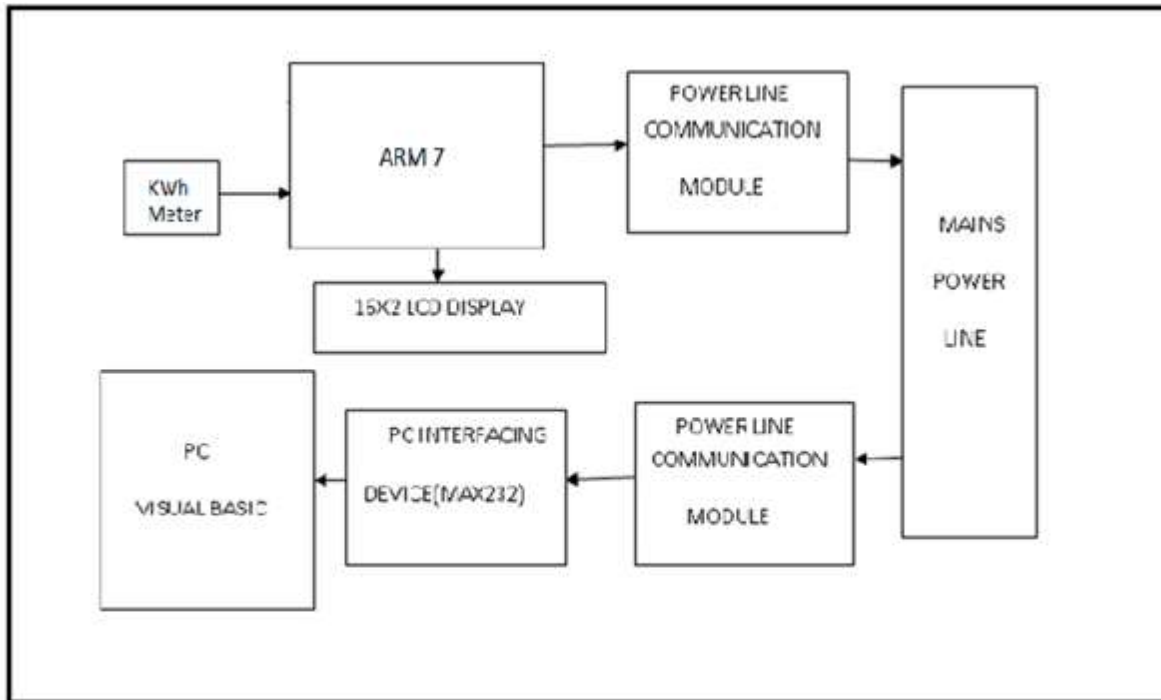 KWh
Meter
ARM 7
POWER LINE
COMMUNICATION
MODULE
MAINS
POWER
LINE
16X2 LCD DISPLAY
PC
VISUAL BASIC
PC INTERFACING
DEVICE(MAX232)
POWER LINE
COMMUNICATION
MODULE